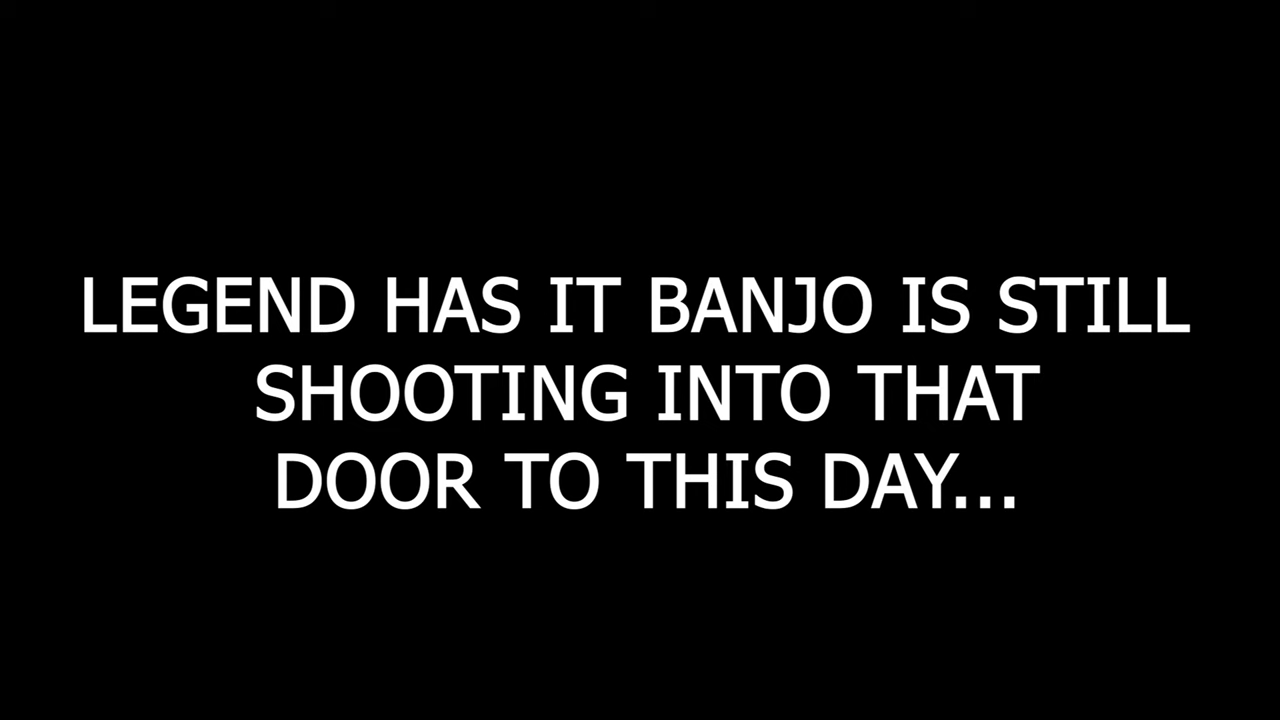 LEGEND HAS IT BANJO IS STILL
SHOOTING INTO THAT
DOOR TO THIS DAY...